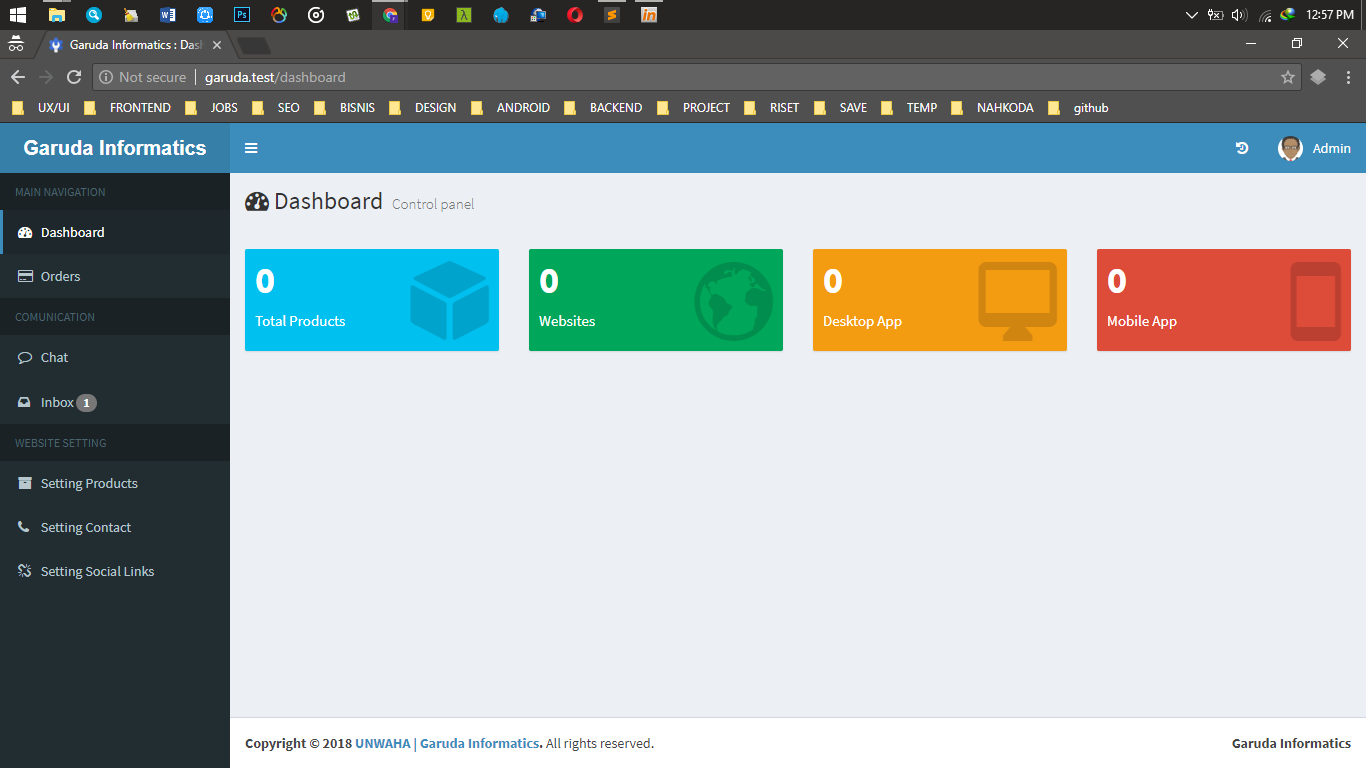 12:57 PM
Garuda Informatics : Das
Not secure | garuda.test/dashboard
UX/UI FRONTEND JOBS SEO BISNIS DESIGN ANDROID BACKEND PROJECT RISET SAVE TEMP NAHKODA github
Garuda Informatics
Admin
MAIN NAVIGATION
Dashboard
Orders
COMUNICATION
Chat
Inbox 1
WEBSITE SETTING
Setting Products
Setting Contact
Setting Social Links
Dashboard Control panel
0
Total Products
0
Websites
0
Desktop App
0
Mobile App
Copyright © 2018 UNWAHA | Garuda Informatics. All rights reserved.
Garuda Informatics